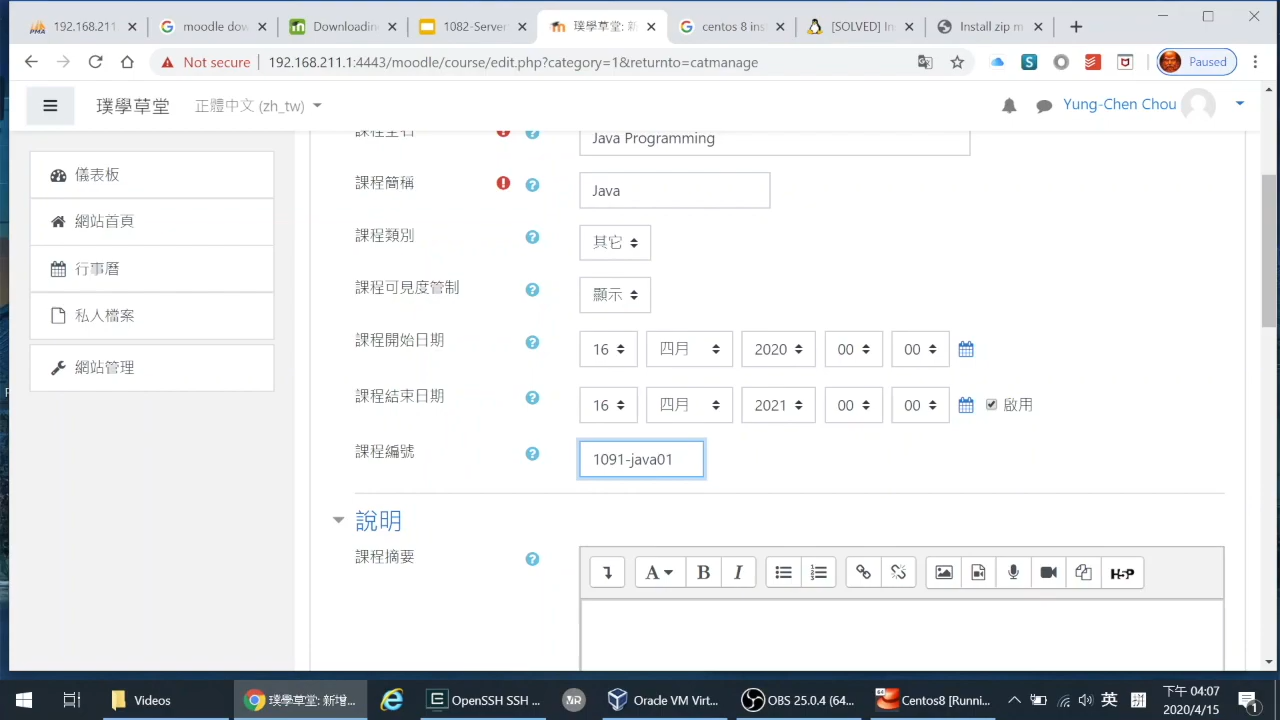 192.168.211
moodle dow
Downloadin
1082-Server
璞學草堂: 新
centos 8 ins
[SOLVED] In
Install zip m
Not secure
192.168.211.1:4443/moodle/course/edit.php?category=1&returnto=catmanage
Paused
璞學草堂
正體中文 (zh_tw)
Yung-Chen Chou
儀表板
網站首頁
行事曆
私人檔案
網站管理
課程全名
Java Programming
課程簡稱
Java
課程類別
其它
課程可見度管制
顯示
課程開始日期
16 四月 2020 00 00
課程結束日期
16 四月 2021 00 00 啟用
課程編號
1091-java01
說明
課程摘要
A B I H-P
Videos
璞學草堂: 新增...
OpenSSH SSH ...
Oracle VM Virt...
OBS 25.0.4 (64...
Centos8 [Runni...
英
下午 04:07
2020/4/15
1